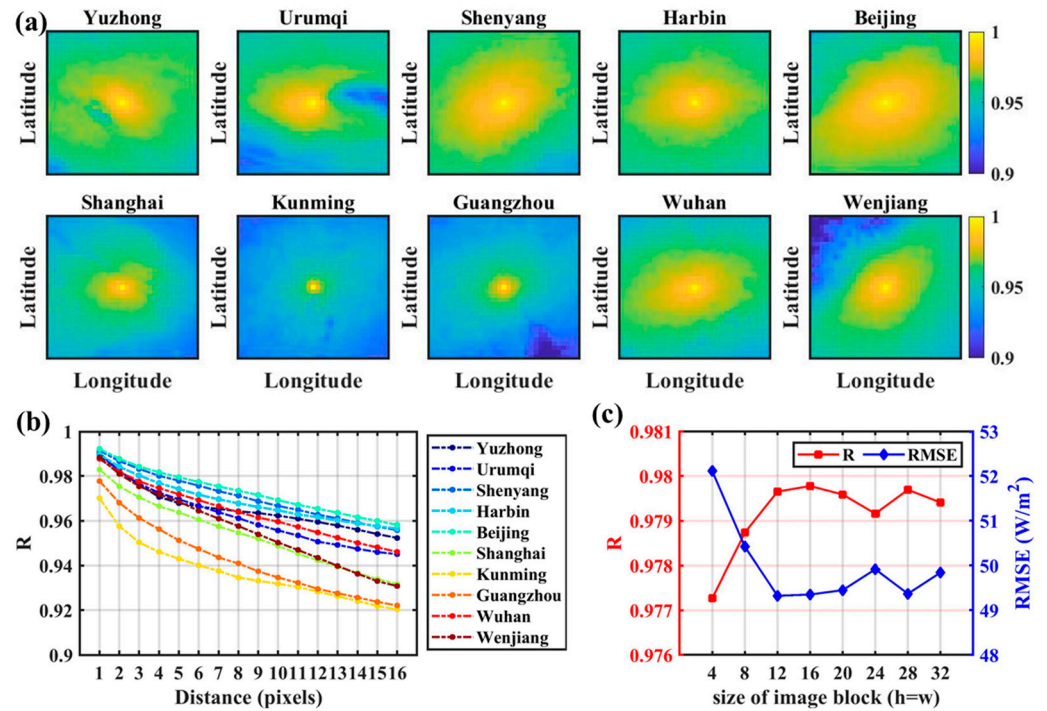 (a)
Yuzhong Urumqi Shenyang Harbin Beijing
Latitude Latitude Latitude Latitude Latitude
1
0.95
0.9
Shanghai Kunming Guangzhou Wuhan Wenjiang
Latitude Latitude Latitude Latitude Latitude
1
0.95
0.9
Longitude Longitude Longitude Longitude Longitude
(b)
R
1
0.98
0.96
0.94
0.92
0.9
1 2 3 4 5 6 7 8 9 10 11 12 13 14 15 16
Distance (pixels)
Yuzhong
Urumqi
Shenyang
Harbin
Beijing
Shanghai
Kunming
Guangzhou
Wuhan
Wenjiang
(c)
R
0.981
0.98
0.979
0.978
0.977
0.976
R RMSE
53
52
51
50
49
48
RMSE (W/m²)
4 8 12 16 20 24 28 32
size of image block (h=w)